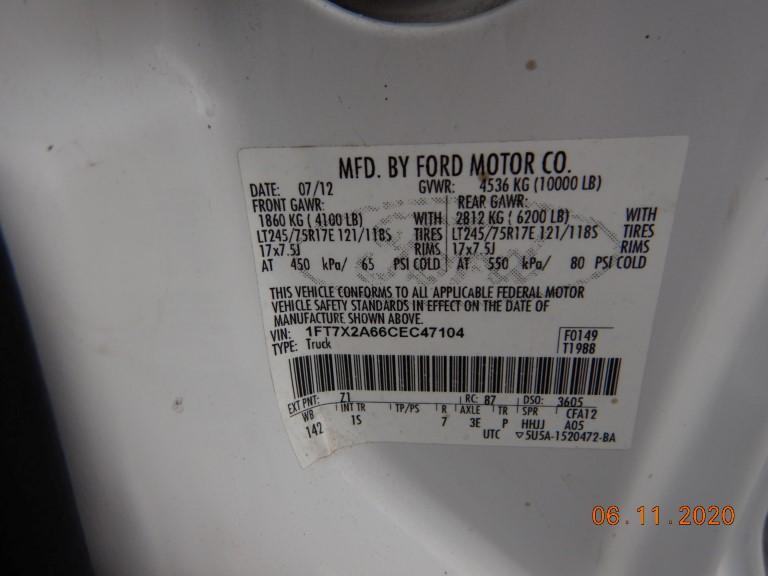 MFD. BY FORD MOTOR CO.
DATE: 07/12 GVWR: 4536 KG (10000 LB)
FRONT GAWR: REAR GAWR:
1860 KG ( 4100 LB) WITH 2812 KG ( 6200 LB) WITH
LT245/75R17E 121/118S TIRES LT245/75R17E 121/118S TIRES
17x7.5J RIMS 17x7.5J RIMS
AT 450 kPa/ 65 PSI COLD AT 550 kPa/ 80 PSI COLD
THIS VEHICLE CONFORMS TO ALL APPLICABLE FEDERAL MOTOR
VEHICLE SAFETY STANDARDS IN EFFECT ON THE DATE OF
MANUFACTURE SHOWN ABOVE.
VIN: 1FT7X2A66CEC47104 F0149
TYPE: Truck T1988
EXT PNT: Z1 RC: B7 DSO: 3605
WB INT TR TP/PS R AXLE TR SPR CFA12
142 1S 7 3E P HHJJ A05
UTC ▽5U5A-1520472-BA
06.11.2020